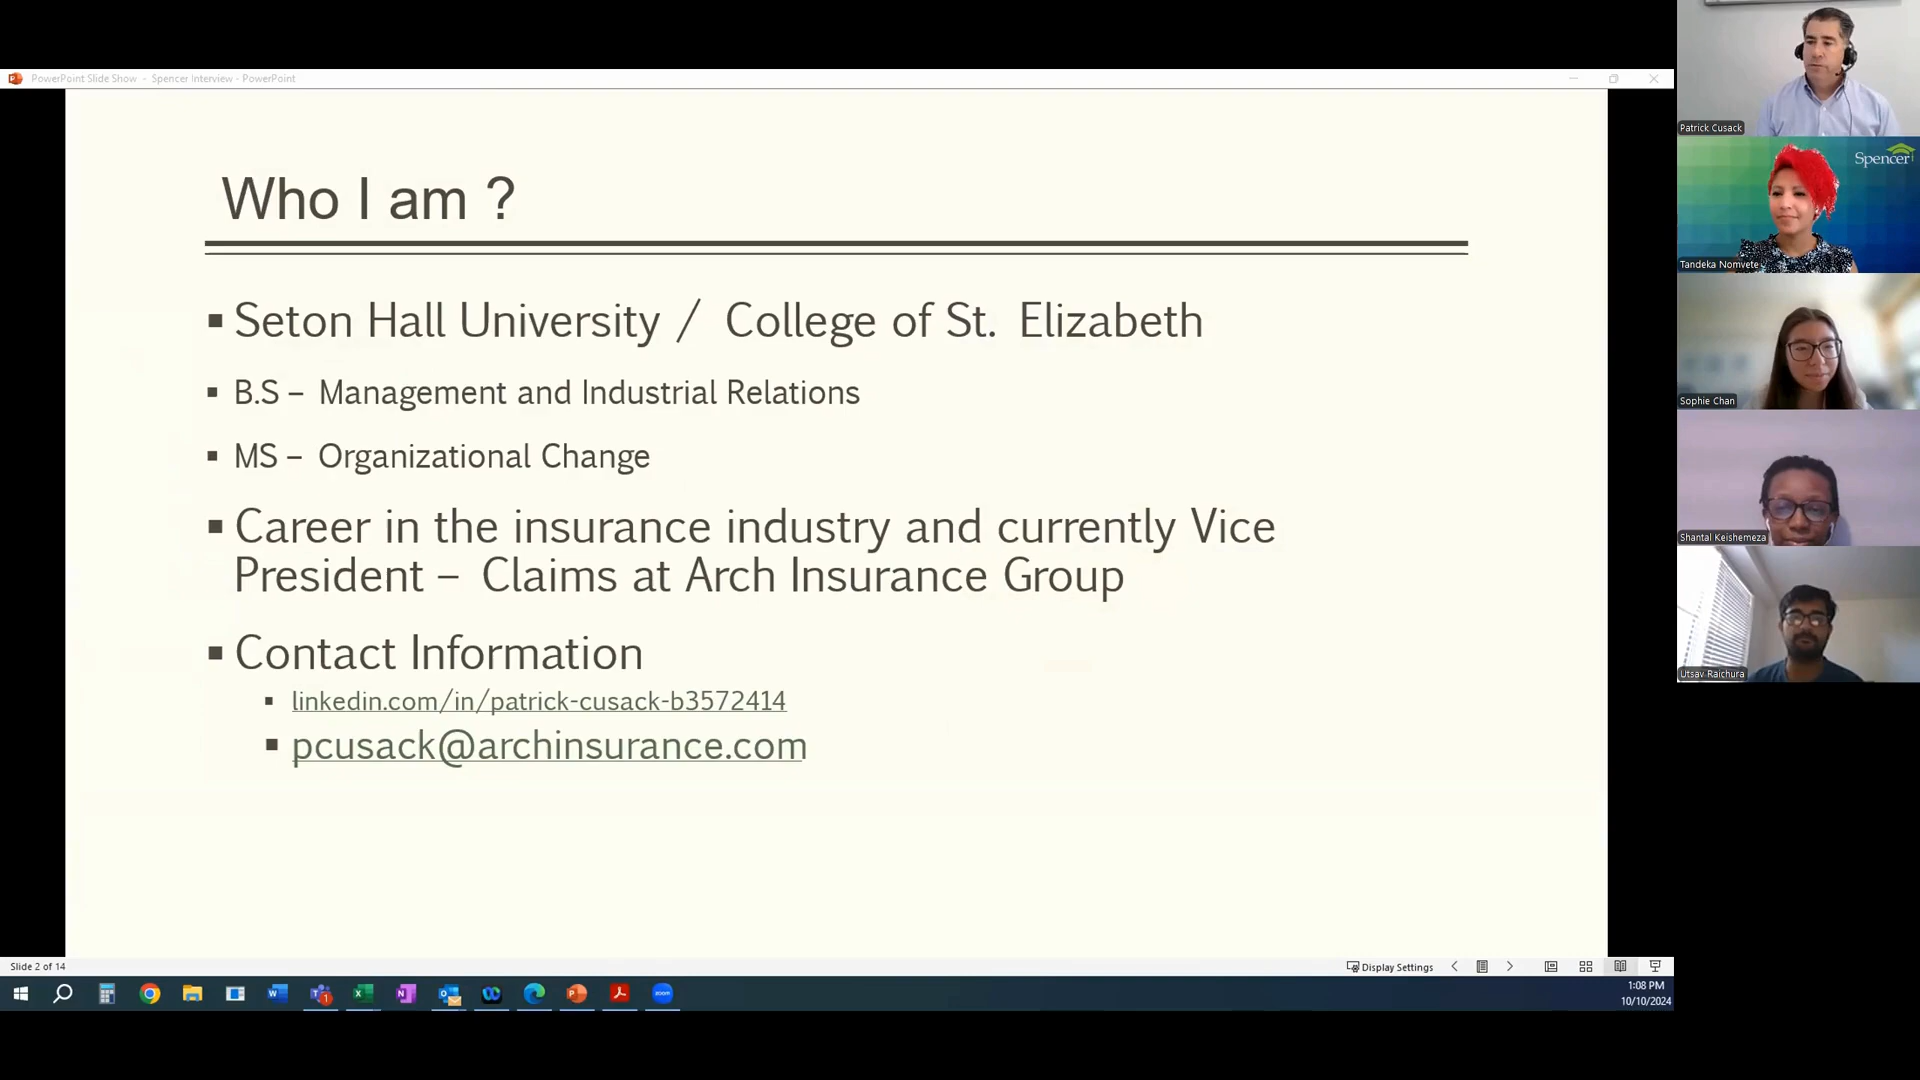 PowerPoint Slide Show - Spencer Interview - PowerPoint
Who I am ?
Seton Hall University / College of St. Elizabeth
B.S – Management and Industrial Relations
MS – Organizational Change
Career in the insurance industry and currently Vice
President – Claims at Arch Insurance Group
Contact Information
linkedin.com/in/patrick-cusack-b3572414
pcusack@archinsurance.com
Slide 2 of 14
Display Settings
1:08 PM
10/10/2024
Patrick Cusack
Spencer
Tandeka Nomvete
Sophie Chan
Shantal Keishemeza
Utsav Raichura
zoom